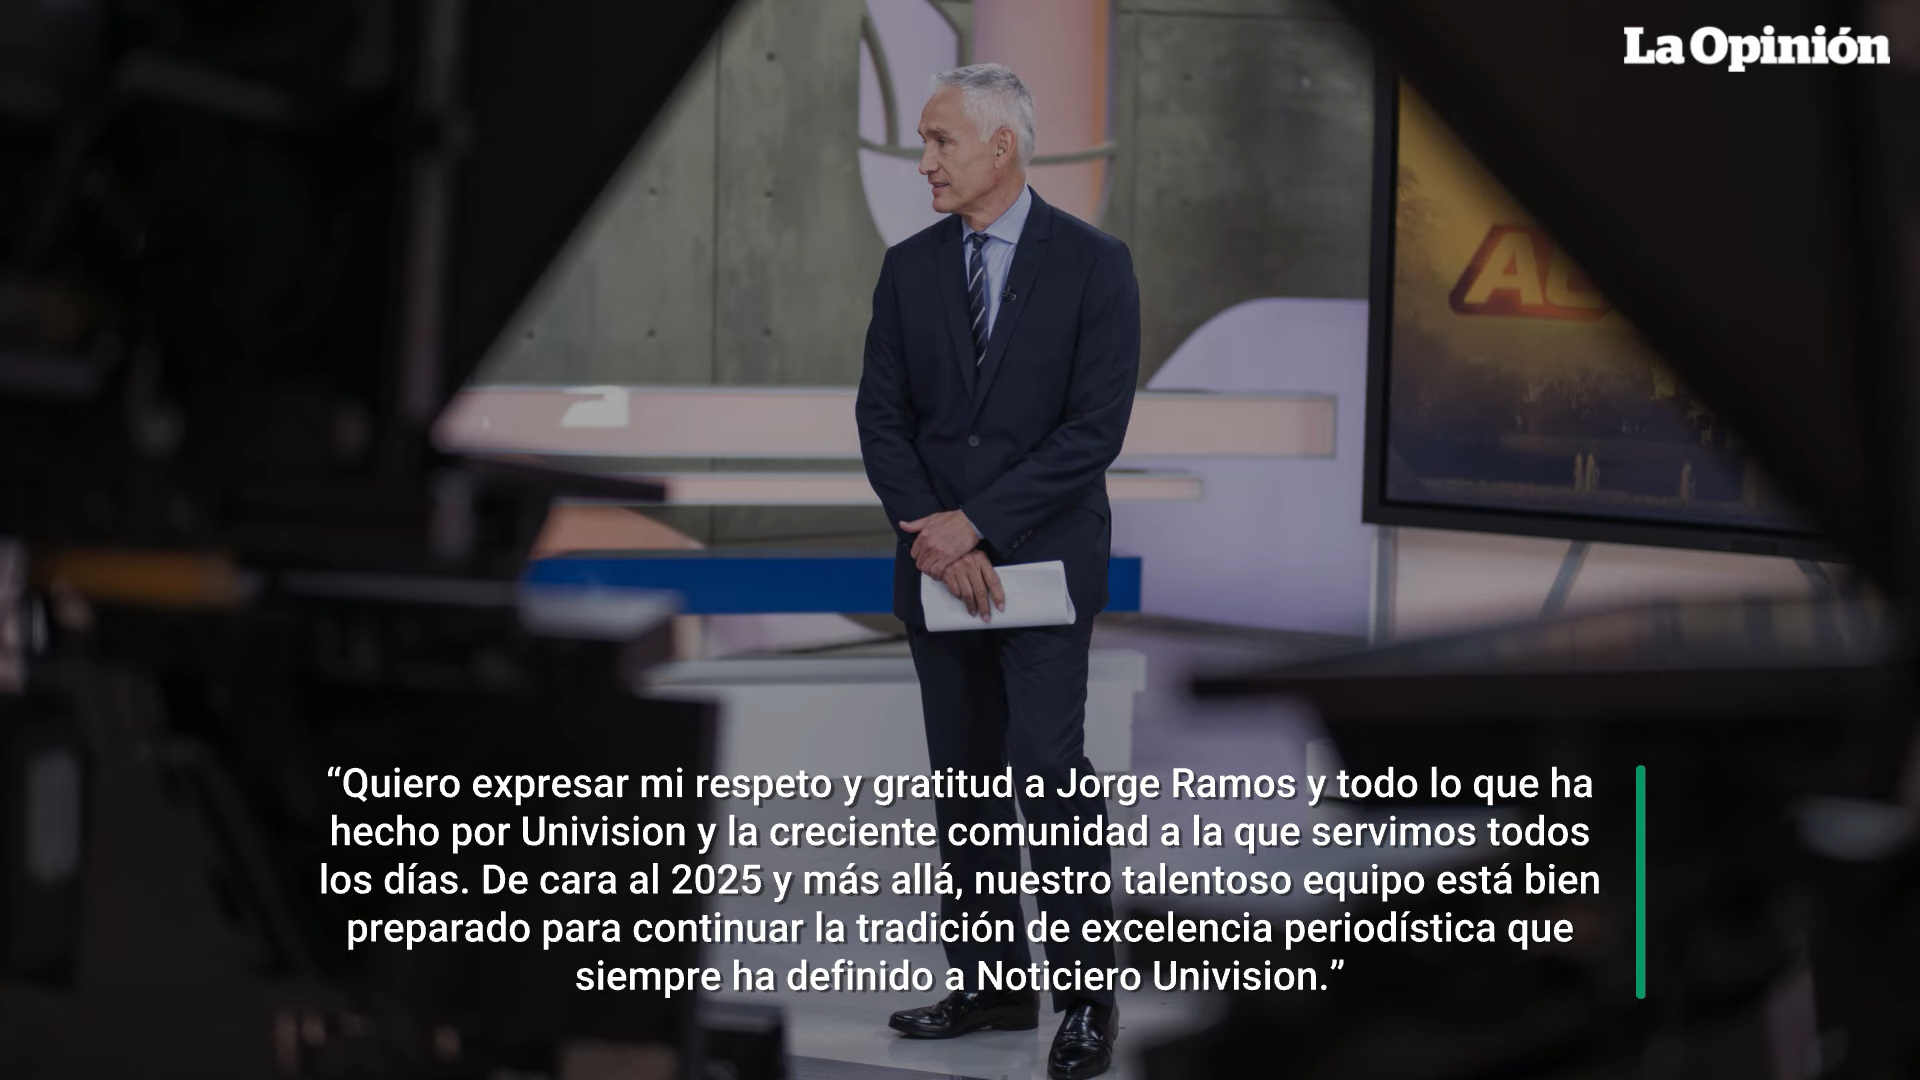 La Opinión
“Quiero expresar mi respeto y gratitud a Jorge Ramos y todo lo que ha
hecho por Univision y la creciente comunidad a la que servimos todos
los días. De cara al 2025 y más allá, nuestro talentoso equipo está bien
preparado para continuar la tradición de excelencia periodística que
siempre ha definido a Noticiero Univision.”